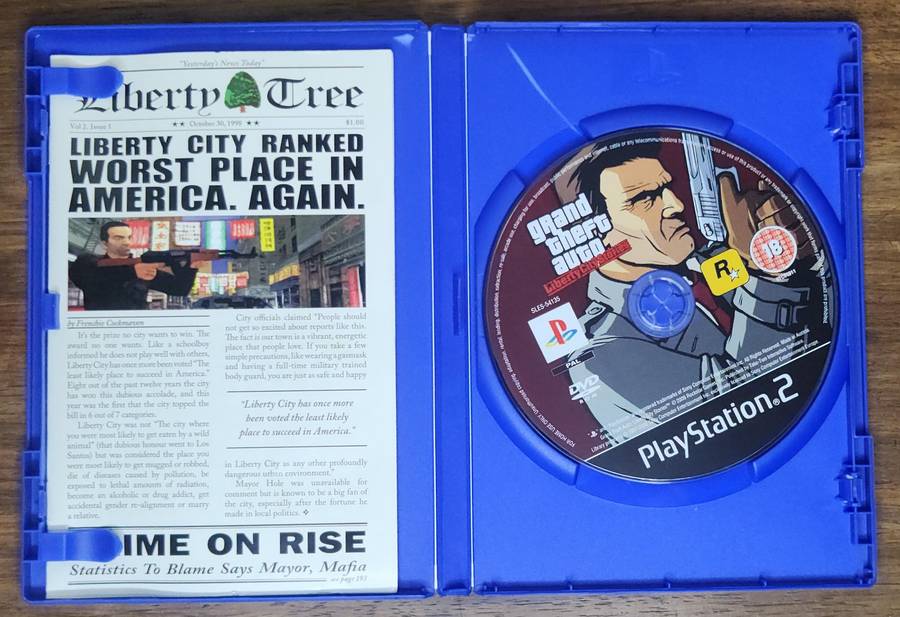 "Yesterday's News Today"
Liberty Tree
Vol 2, Issue 1
★★ October 30, 1998 ★★
$1.00
LIBERTY CITY RANKED
WORST PLACE IN
AMERICA. AGAIN.
by Frenchie Cockmarven
It's the prize no city wants to win. The
award no one wants. Like a schoolboy
informed he does not play well with others,
Liberty City has once more been voted "The
least likely place to succeed in America."
Eight out of the past twelve years the city
has won this dubious accolade, and this
year was the first that the city topped the
bill in 6 out of 7 categories.
Liberty City was not "The city where
you were most likely to get eaten by a wild
animal" (that dubious honour went to Los
Santos) but was considered the place you
were most likely to get mugged or robbed,
die of diseases caused by pollution, be
exposed to lethal amounts of radiation,
become an alcoholic or drug addict, get
accidental gender re-alignment or marry
a relative.
City officials claimed "People should
not get so excited about reports like this.
The fact is our town is a vibrant, energetic
place that people love. If you take a few
simple precautions, like wearing a gasmask
and having a full-time military trained
body guard, you are just as safe and happy
"Liberty City has once more
been voted the least likely
place to succeed in America."
in Liberty City as any other profoundly
dangerous urban environment."
Mayor Hole was unavailable for
comment but is known to be a big fan of
the city, especially after the fortune he
made in local politics. ❖
IME ON RISE
Statistics To Blame Says Mayor, Mafia
see page 193
grand
theft
auto
Liberty City Stories
SLES-54135
R★
18
PAL
DVD
PlayStation®2